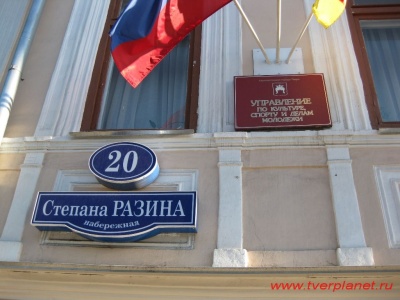 УПРАВЛЕНИЕ
ПО КУЛЬТУРЕ,
СПОРТУ И ДЕЛАМ
МОЛОДЕЖИ
20
Степана РАЗИНА
набережная
www.tverplanet.ru